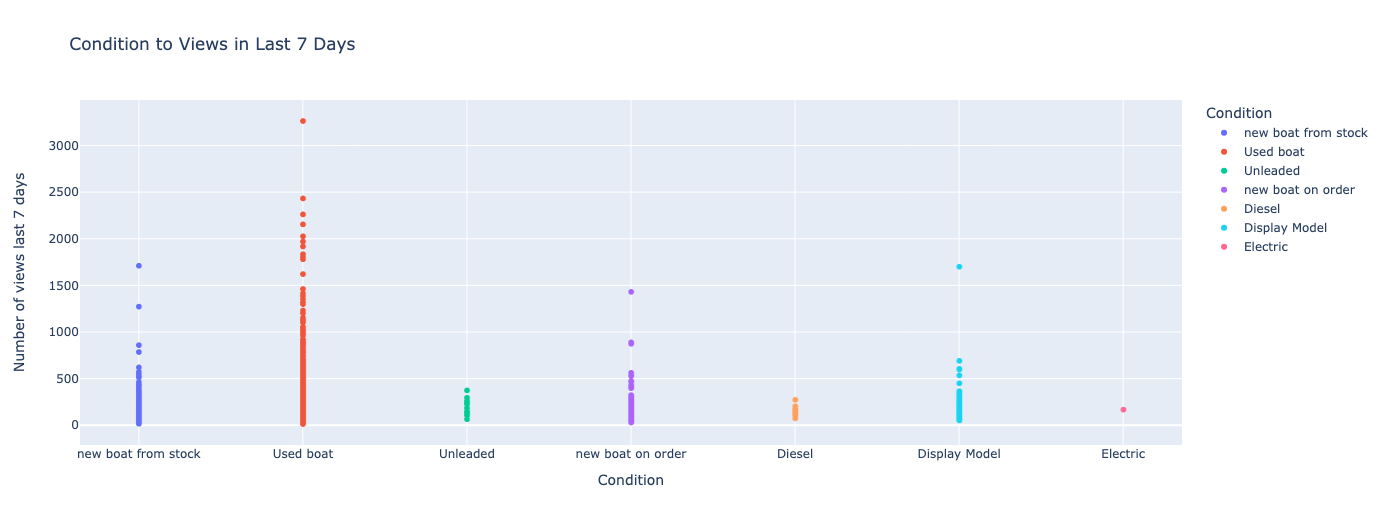 Condition to Views in Last 7 Days
Number of views last 7 days
3000
2500
2000
1500
1000
500
0
new boat from stock
Used boat
Unleaded
new boat on order
Diesel
Display Model
Electric
Condition
Condition
new boat from stock
Used boat
Unleaded
new boat on order
Diesel
Display Model
Electric